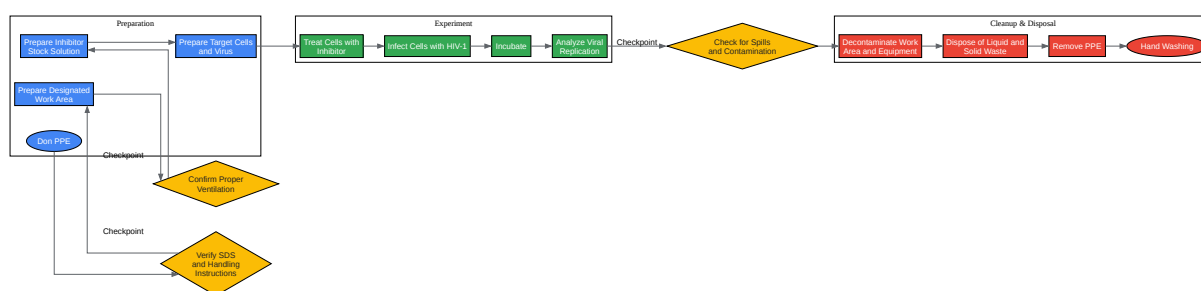 Preparation
Prepare Inhibitor
Stock Solution
Prepare Target Cells
and Virus
Prepare Designated
Work Area
Don PPE
Checkpoint
Confirm Proper
Ventilation
Checkpoint
Verify SDS
and Handling
Instructions
Experiment
Treat Cells with
Inhibitor
Infect Cells with HIV-1
Incubate
Analyze Viral
Replication
Checkpoint
Check for Spills
and Contamination
Cleanup & Disposal
Decontaminate Work
Area and Equipment
Dispose of Liquid and
Solid Waste
Remove PPE
Hand Washing